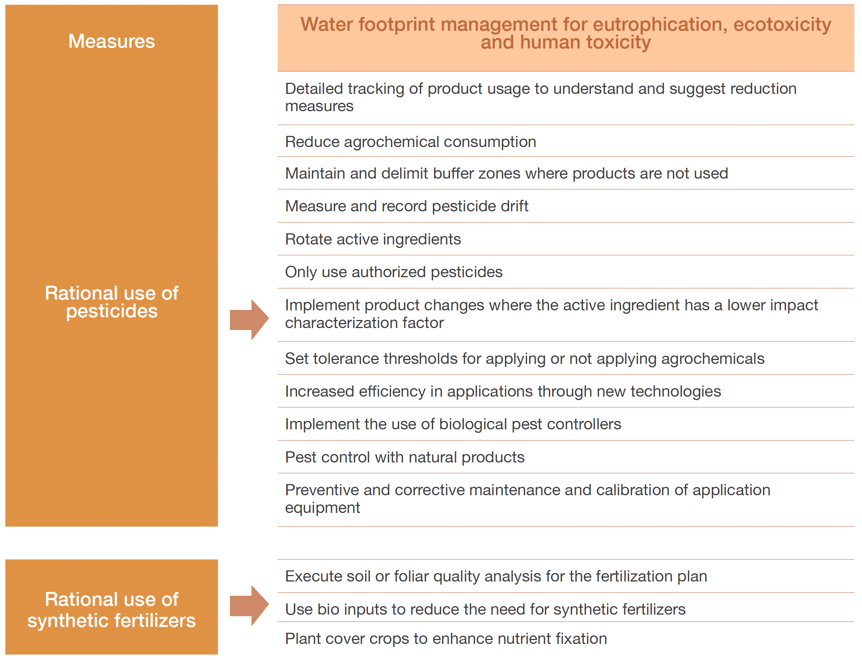 Measures
Water footprint management for eutrophication, ecotoxicity
and human toxicity
Rational use of
pesticides
Detailed tracking of product usage to understand and suggest reduction
measures
Reduce agrochemical consumption
Maintain and delimit buffer zones where products are not used
Measure and record pesticide drift
Rotate active ingredients
Only use authorized pesticides
Implement product changes where the active ingredient has a lower impact
characterization factor
Set tolerance thresholds for applying or not applying agrochemicals
Increased efficiency in applications through new technologies
Implement the use of biological pest controllers
Pest control with natural products
Preventive and corrective maintenance and calibration of application
equipment
Rational use of
synthetic fertilizers
Execute soil or foliar quality analysis for the fertilization plan
Use bio inputs to reduce the need for synthetic fertilizers
Plant cover crops to enhance nutrient fixation